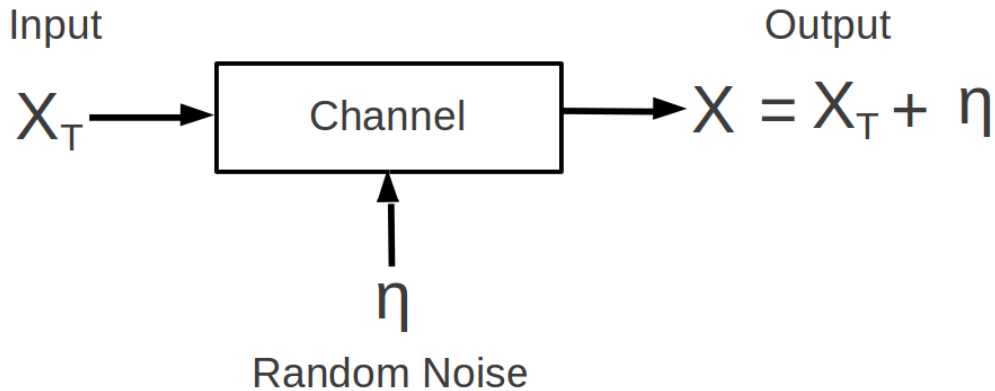 Input
Output
X_T
Channel
X = X_T + η
η
Random Noise